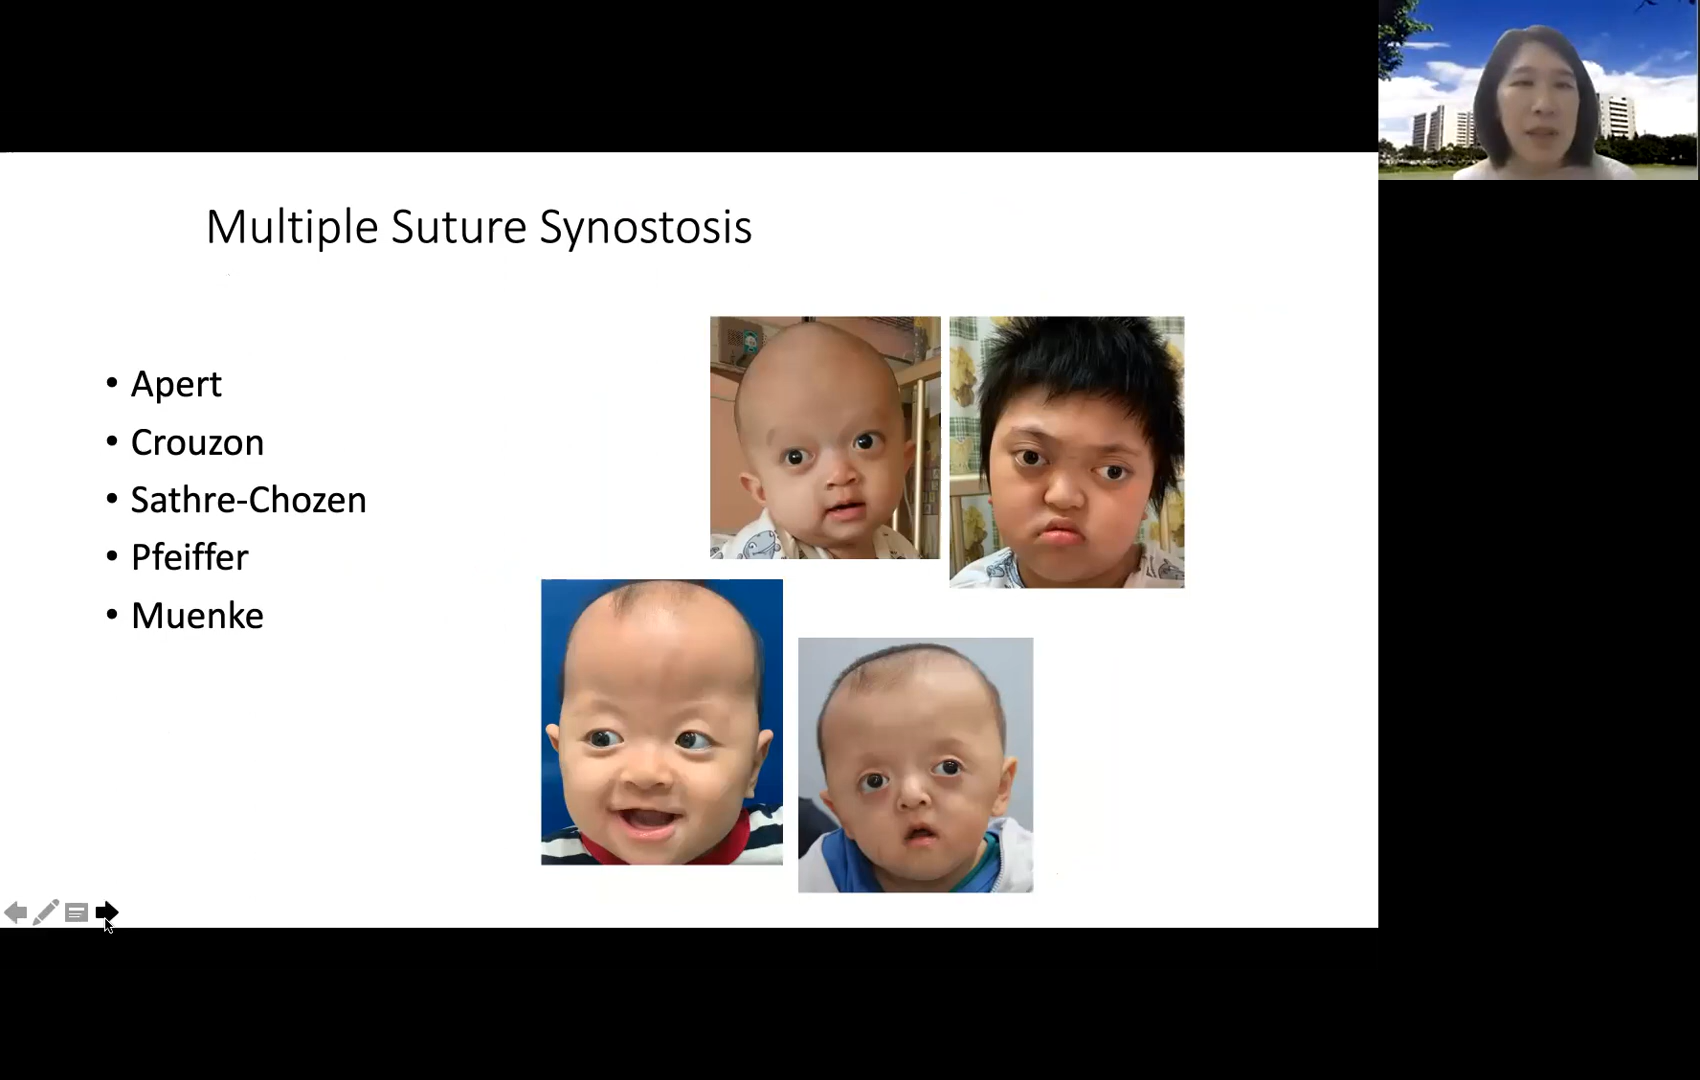 Multiple Suture Synostosis
• Apert
• Crouzon
• Sathre-Chozen
• Pfeiffer
• Muenke